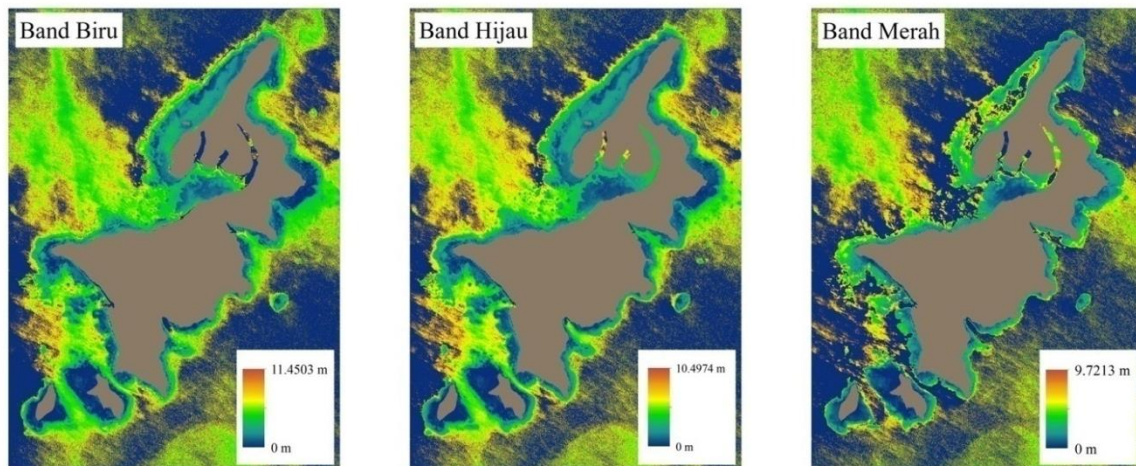 Band Biru
11.4503 m
0 m
Band Hijau
10.4974 m
0 m
Band Merah
9.7213 m
0 m